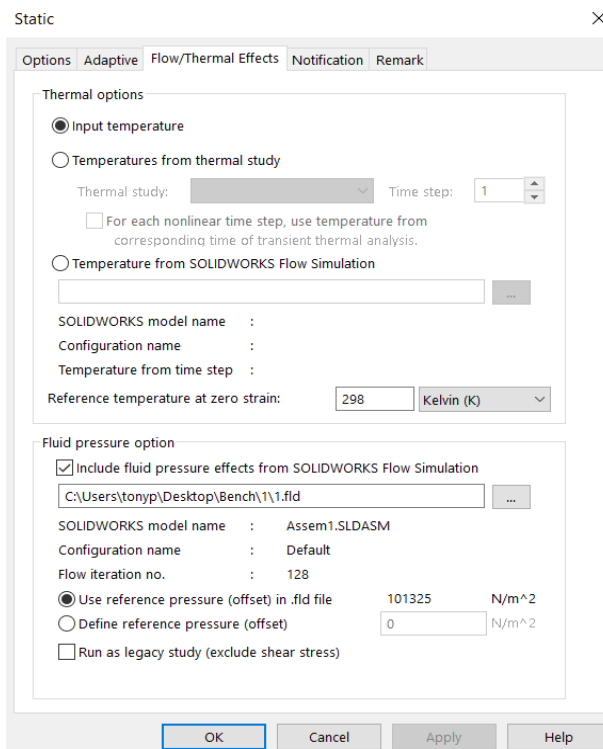 Static
Options Adaptive Flow/Thermal Effects Notification Remark
Thermal options
Input temperature
Temperatures from thermal study
Thermal study: Time step: 1
For each nonlinear time step, use temperature from
corresponding time of transient thermal analysis.
Temperature from SOLIDWORKS Flow Simulation
...
SOLIDWORKS model name :
Configuration name :
Temperature from time step :
Reference temperature at zero strain: 298 Kelvin (K)
Fluid pressure option
Include fluid pressure effects from SOLIDWORKS Flow Simulation
C:\Users\tonyp\Desktop\Bench\1\1.fld ...
SOLIDWORKS model name : Assem1.SLDASM
Configuration name : Default
Flow iteration no. : 128
Use reference pressure (offset) in .fld file 101325 N/m^2
Define reference pressure (offset) 0 N/m^2
Run as legacy study (exclude shear stress)
OK Cancel Apply Help